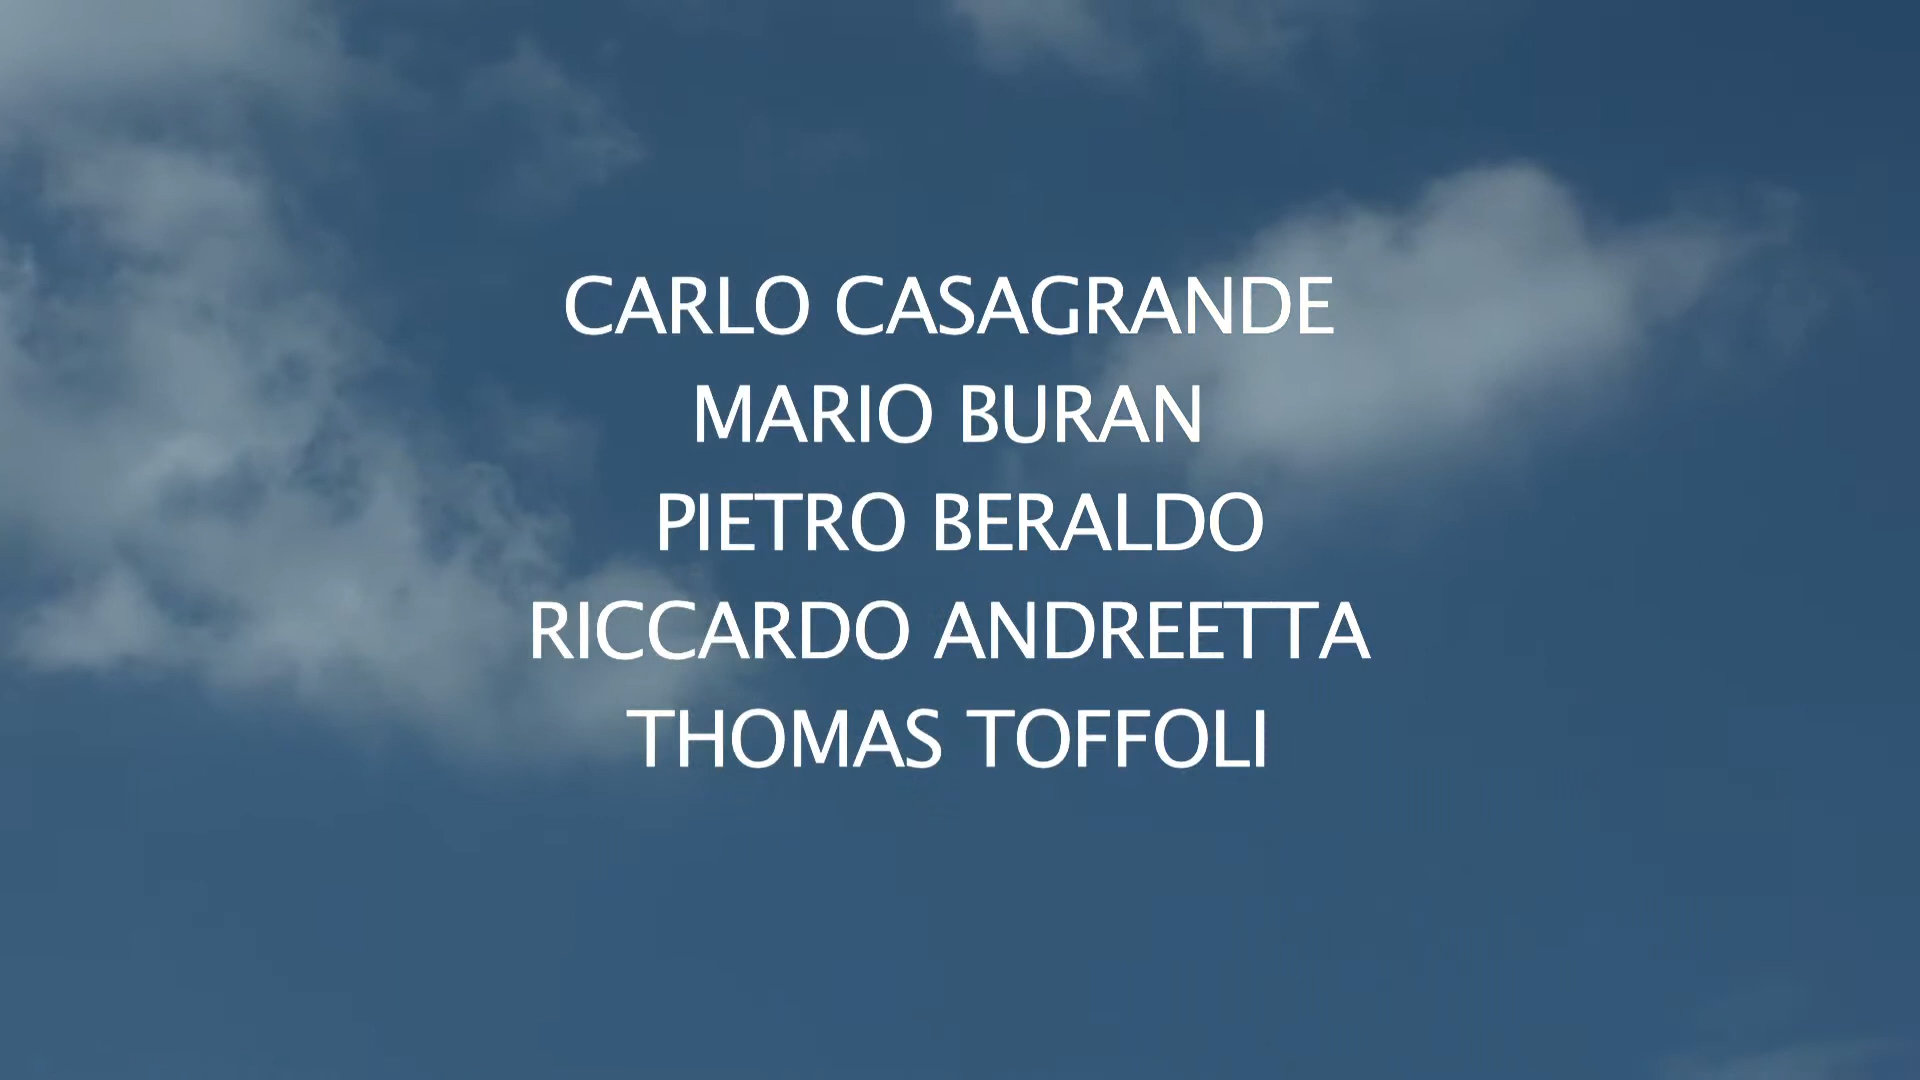 CARLO CASAGRANDE
MARIO BURAN
PIETRO BERALDO
RICCARDO ANDREETTA
THOMAS TOFFOLI